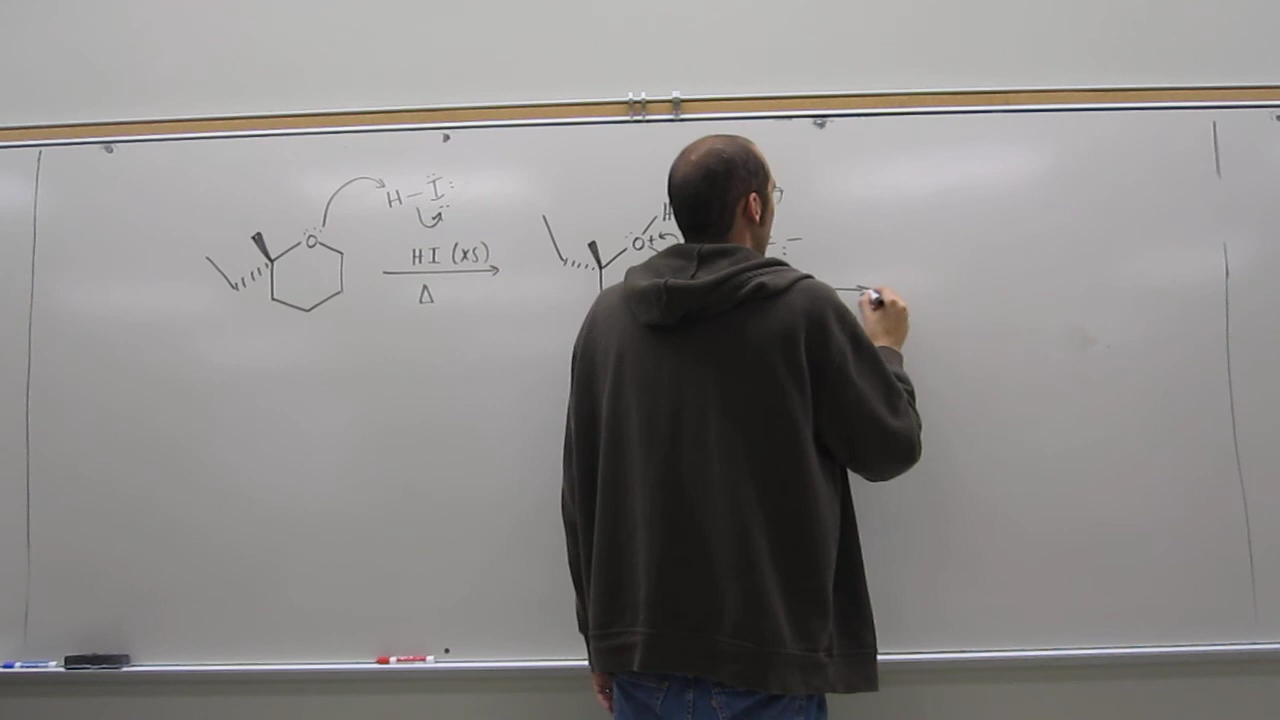 H – I
O
HI (xs)
Δ
H
O +
–